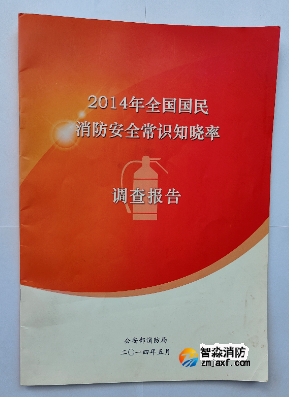 2014年全国国民
消防安全常识知晓率
调查报告
公安部消防局
二〇一四年五月
智淼消防
zmjaxf.com